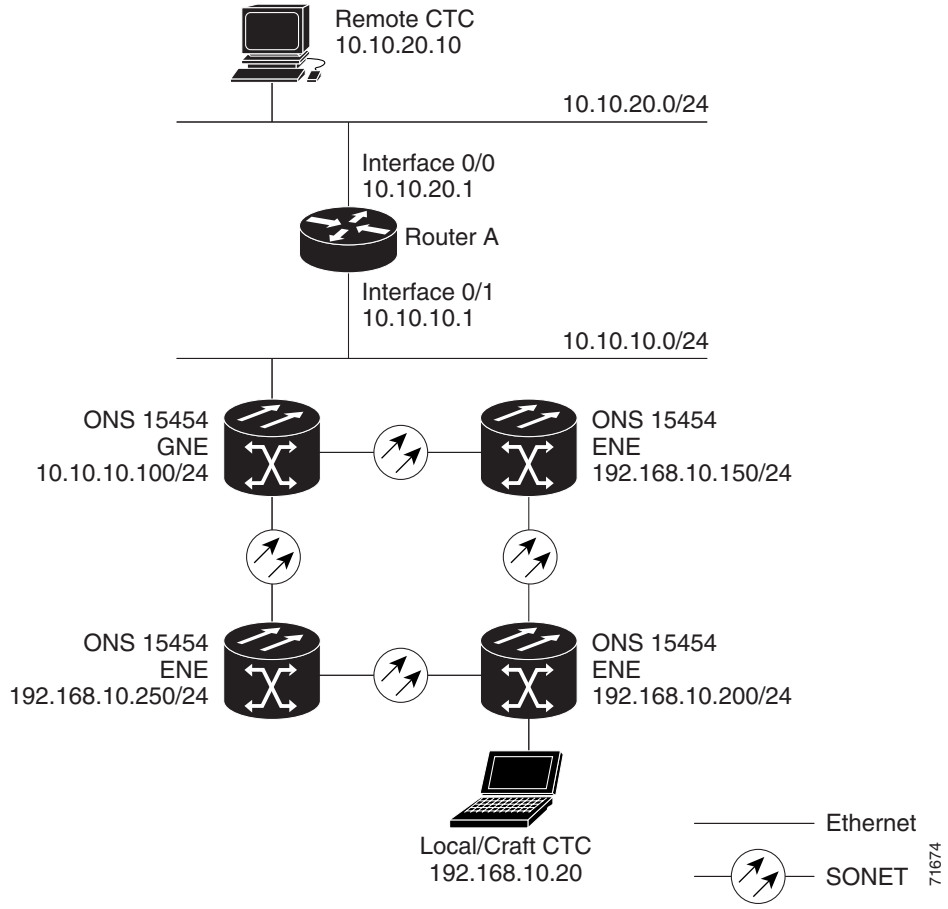 Remote CTC
10.10.20.10
10.10.20.0/24
Interface 0/0
10.10.20.1
Router A
Interface 0/1
10.10.10.1
10.10.10.0/24
ONS 15454
GNE
10.10.10.100/24
ONS 15454
ENE
192.168.10.150/24
ONS 15454
ENE
192.168.10.250/24
ONS 15454
ENE
192.168.10.200/24
Local/Craft CTC
192.168.10.20
Ethernet
SONET
71674